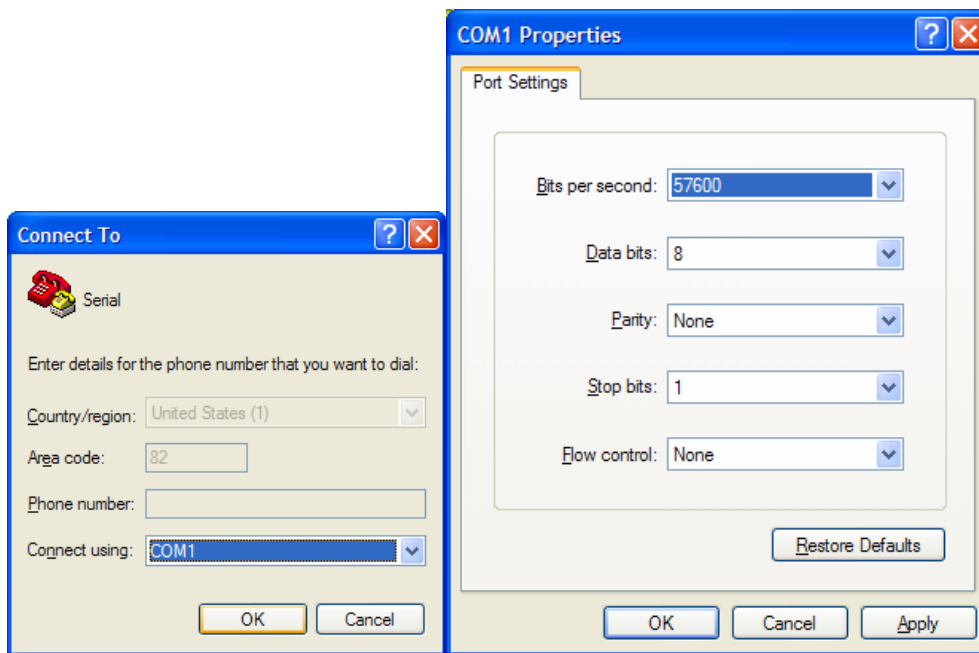 Connect To
Serial
Enter details for the phone number that you want to dial:
Country/region: United States (1)
Area code: 82
Phone number:
Connect using: COM1
OK Cancel
COM1 Properties
Port Settings
Bits per second: 57600
Data bits: 8
Parity: None
Stop bits: 1
Flow control: None
Restore Defaults
OK Cancel Apply